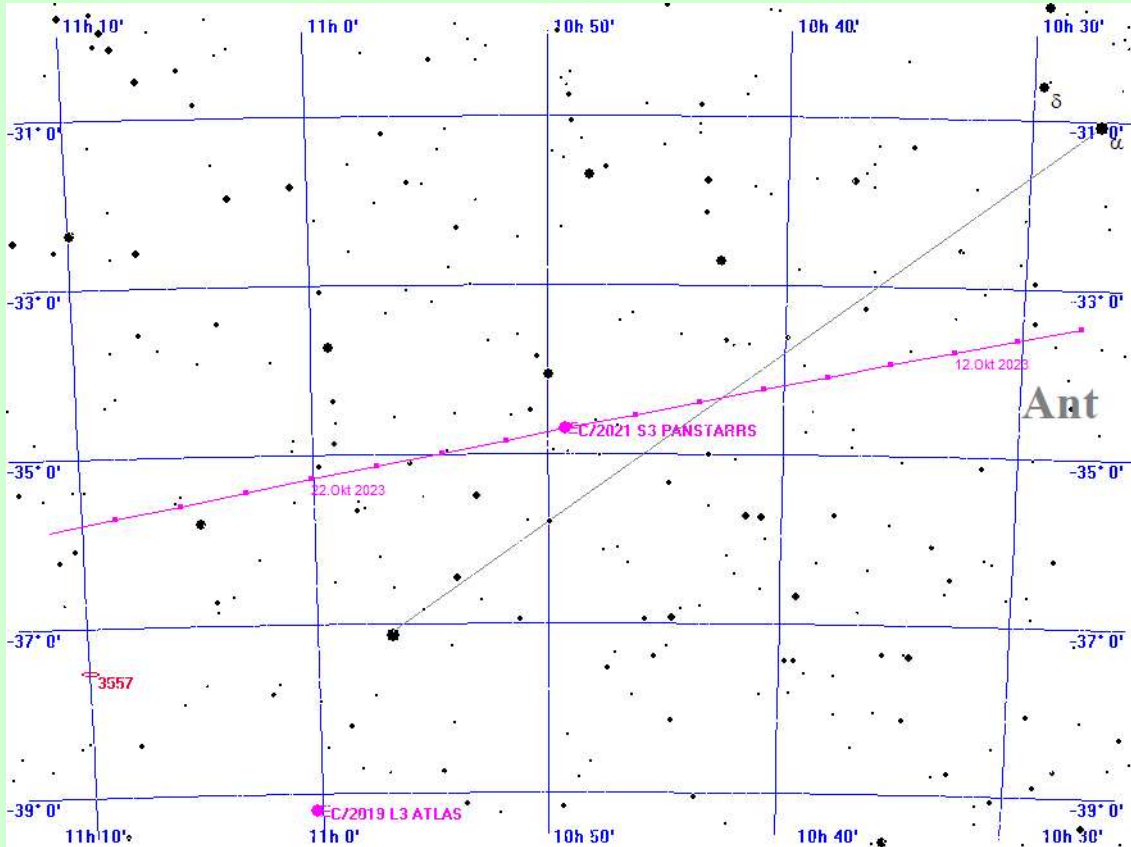 11h 10' 11h 0' 10h 50' 10h 40' 10h 30'
δ
-31° 0' -31° 0'
α
-33° 0' -33° 0'
12.Okt 2023
Ant
C/2021 S3 PANSTARRS
-35° 0' -35° 0'
22.Okt 2023
-37° 0' -37° 0'
3557
-39° 0' C/2019 L3 ATLAS -39° 0'
11h 10' 11h 0' 10h 50' 10h 40' 10h 30'